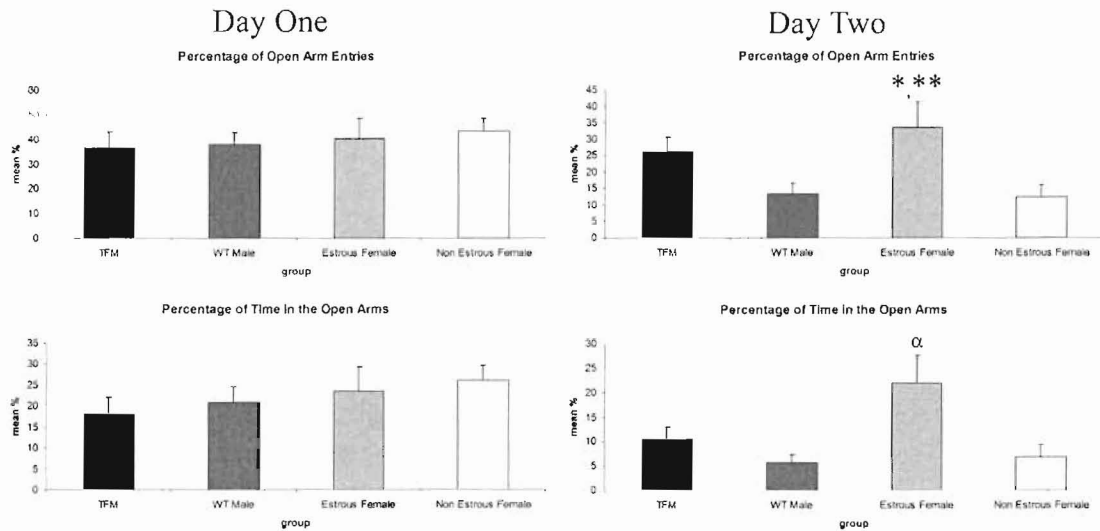 Day One
Percentage of Open Arm Entries
mean %
60
50
40
30
20
10
0
TFM WT Male Estrous Female Non Estrous Female
group
Day Two
Percentage of Open Arm Entries
mean %
*,**
45
40
35
30
25
20
15
10
5
0
TFM WT Male Estrous Female Non Estrous Female
group
Percentage of Time in the Open Arms
mean %
35
30
25
20
15
10
5
0
TFM WT Male Estrous Female Non Estrous Female
group
Percentage of Time in the Open Arms
mean %
α
30
25
20
15
10
5
0
TFM WT Male Estrous Female Non Estrous Female
group